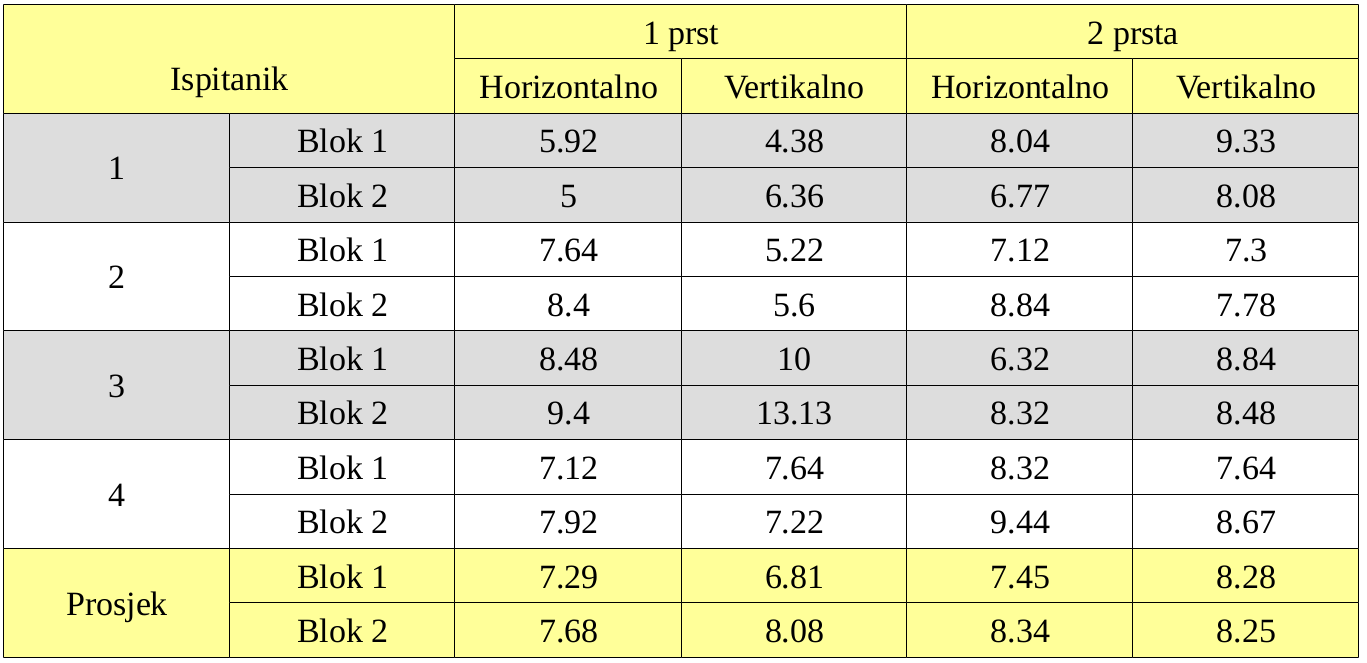 Ispitanik 1 prst 2 prsta
Horizontalno Vertikalno Horizontalno Vertikalno
1 Blok 1 5.92 4.38 8.04 9.33
Blok 2 5 6.36 6.77 8.08
2 Blok 1 7.64 5.22 7.12 7.3
Blok 2 8.4 5.6 8.84 7.78
3 Blok 1 8.48 10 6.32 8.84
Blok 2 9.4 13.13 8.32 8.48
4 Blok 1 7.12 7.64 8.32 7.64
Blok 2 7.92 7.22 9.44 8.67
Prosjek Blok 1 7.29 6.81 7.45 8.28
Blok 2 7.68 8.08 8.34 8.25